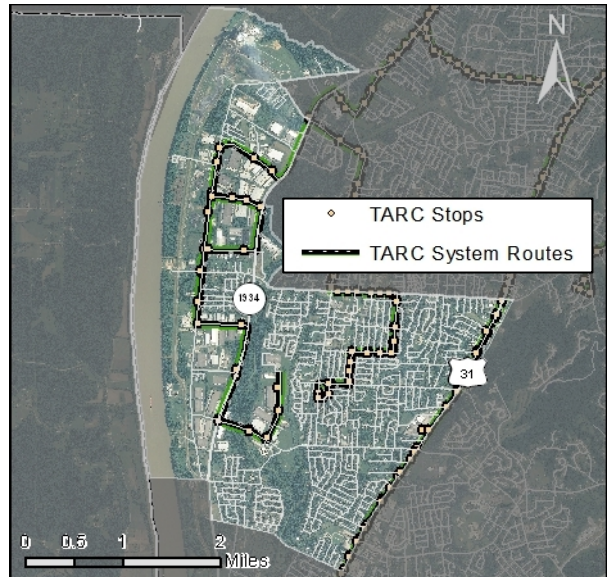 N
TARC Stops
TARC System Routes
1934
31
0 0.5 1 2
Miles